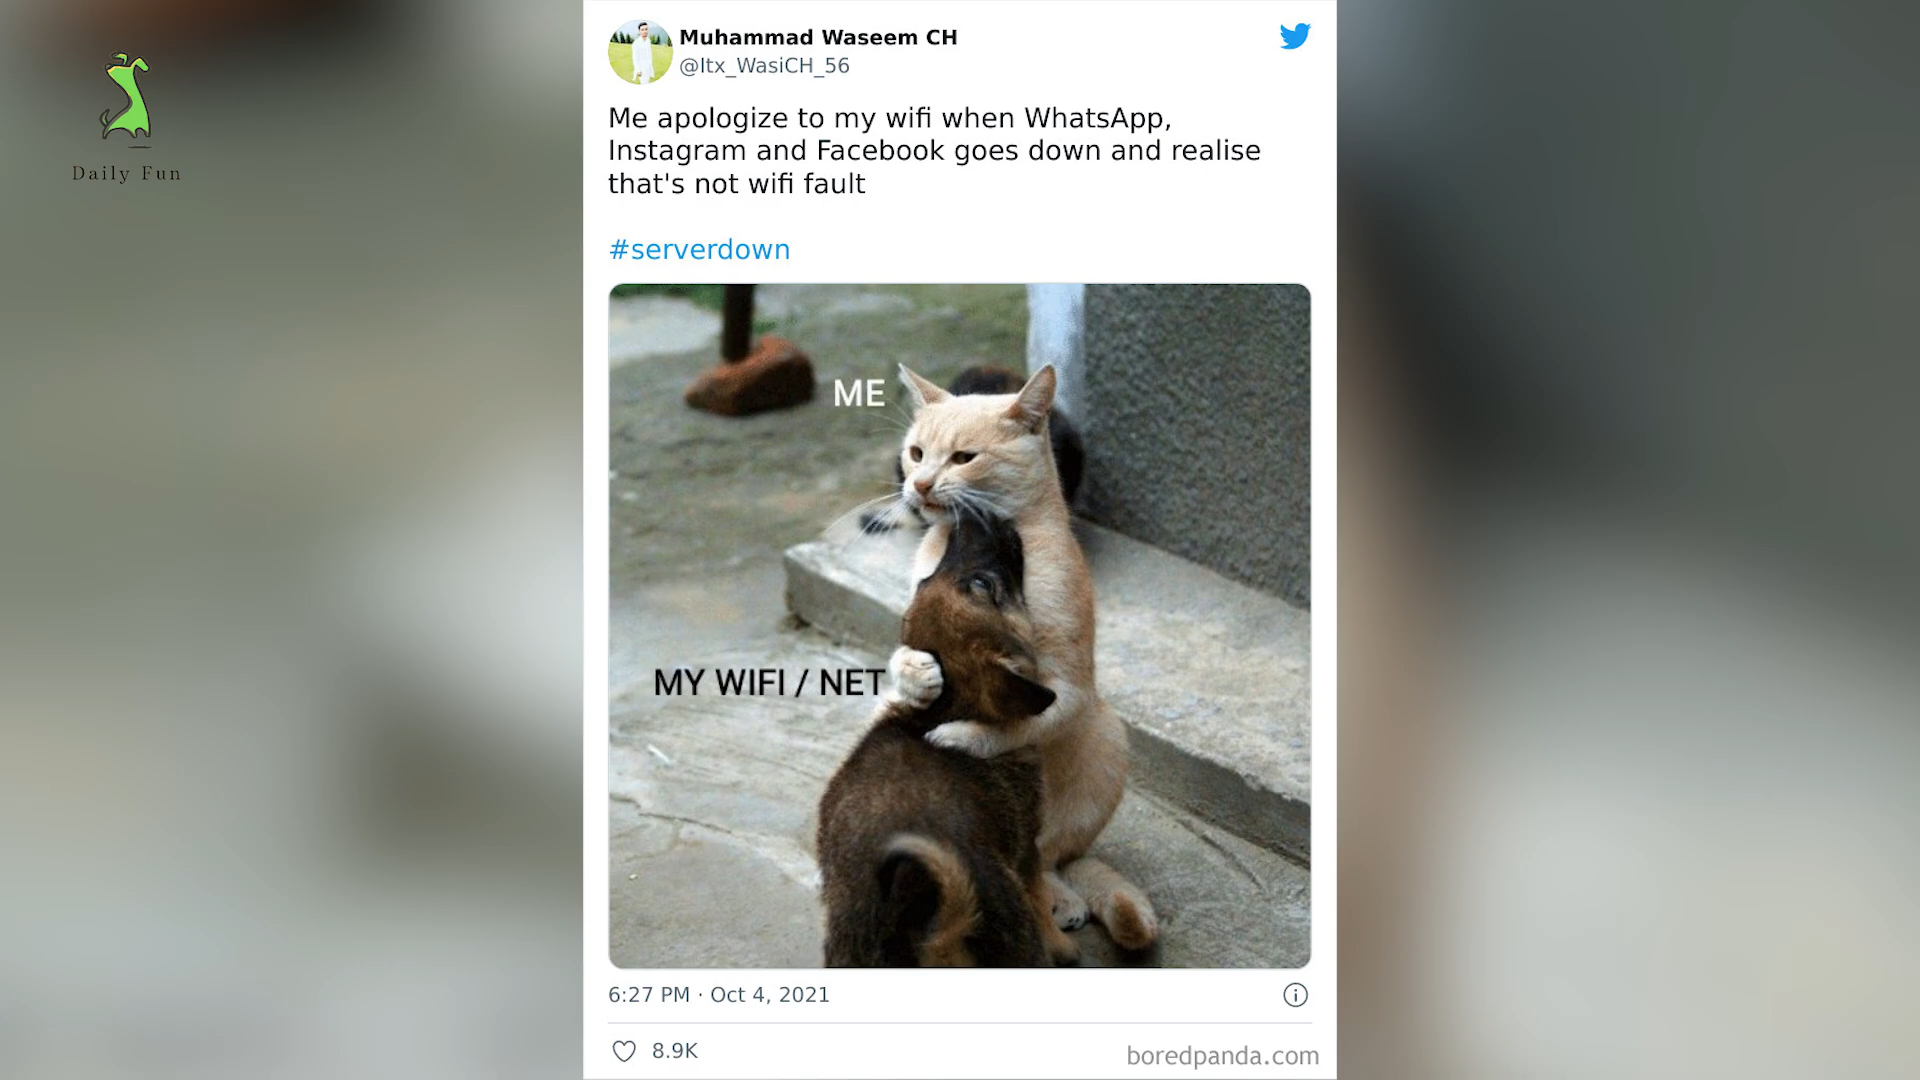 Daily Fun
Muhammad Waseem CH
@Itx_WasiCH_56
Me apologize to my wifi when WhatsApp,
Instagram and Facebook goes down and realise
that's not wifi fault
#serverdown
ME
MY WIFI / NET
6:27 PM · Oct 4, 2021
8.9K
boredpanda.com